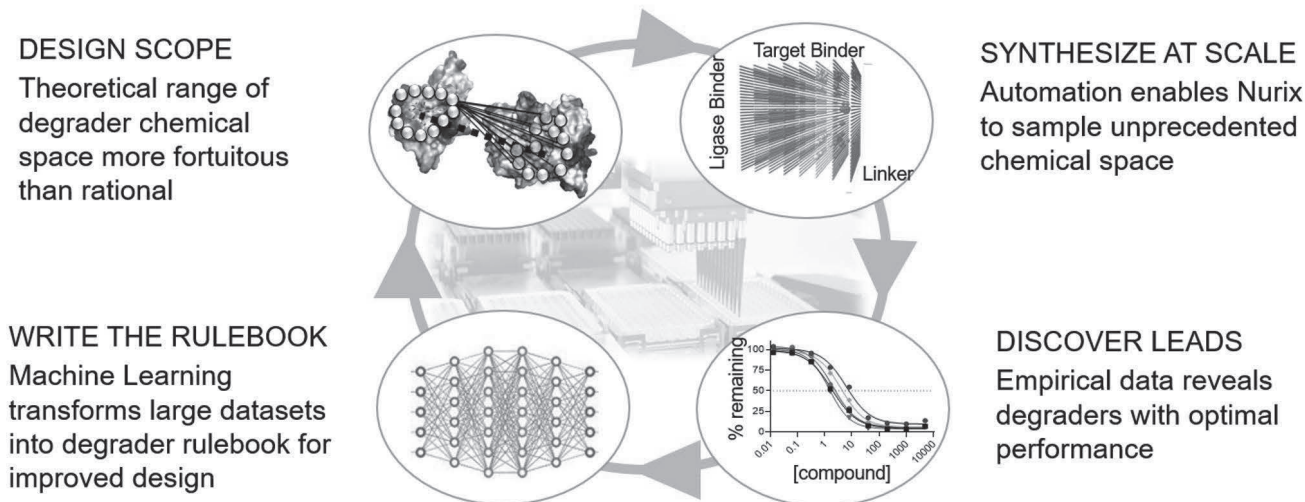 DESIGN SCOPE
Theoretical range of
degrader chemical
space more fortuitous
than rational
Target Binder
Ligase Binder
Linker
SYNTHESIZE AT SCALE
Automation enables Nurix
to sample unprecedented
chemical space
WRITE THE RULEBOOK
Machine Learning
transforms large datasets
into degrader rulebook for
improved design
% remaining
100
75
50
25
0
0.01
0.1
1
10
100
1000
10000
[compound]
DISCOVER LEADS
Empirical data reveals
degraders with optimal
performance